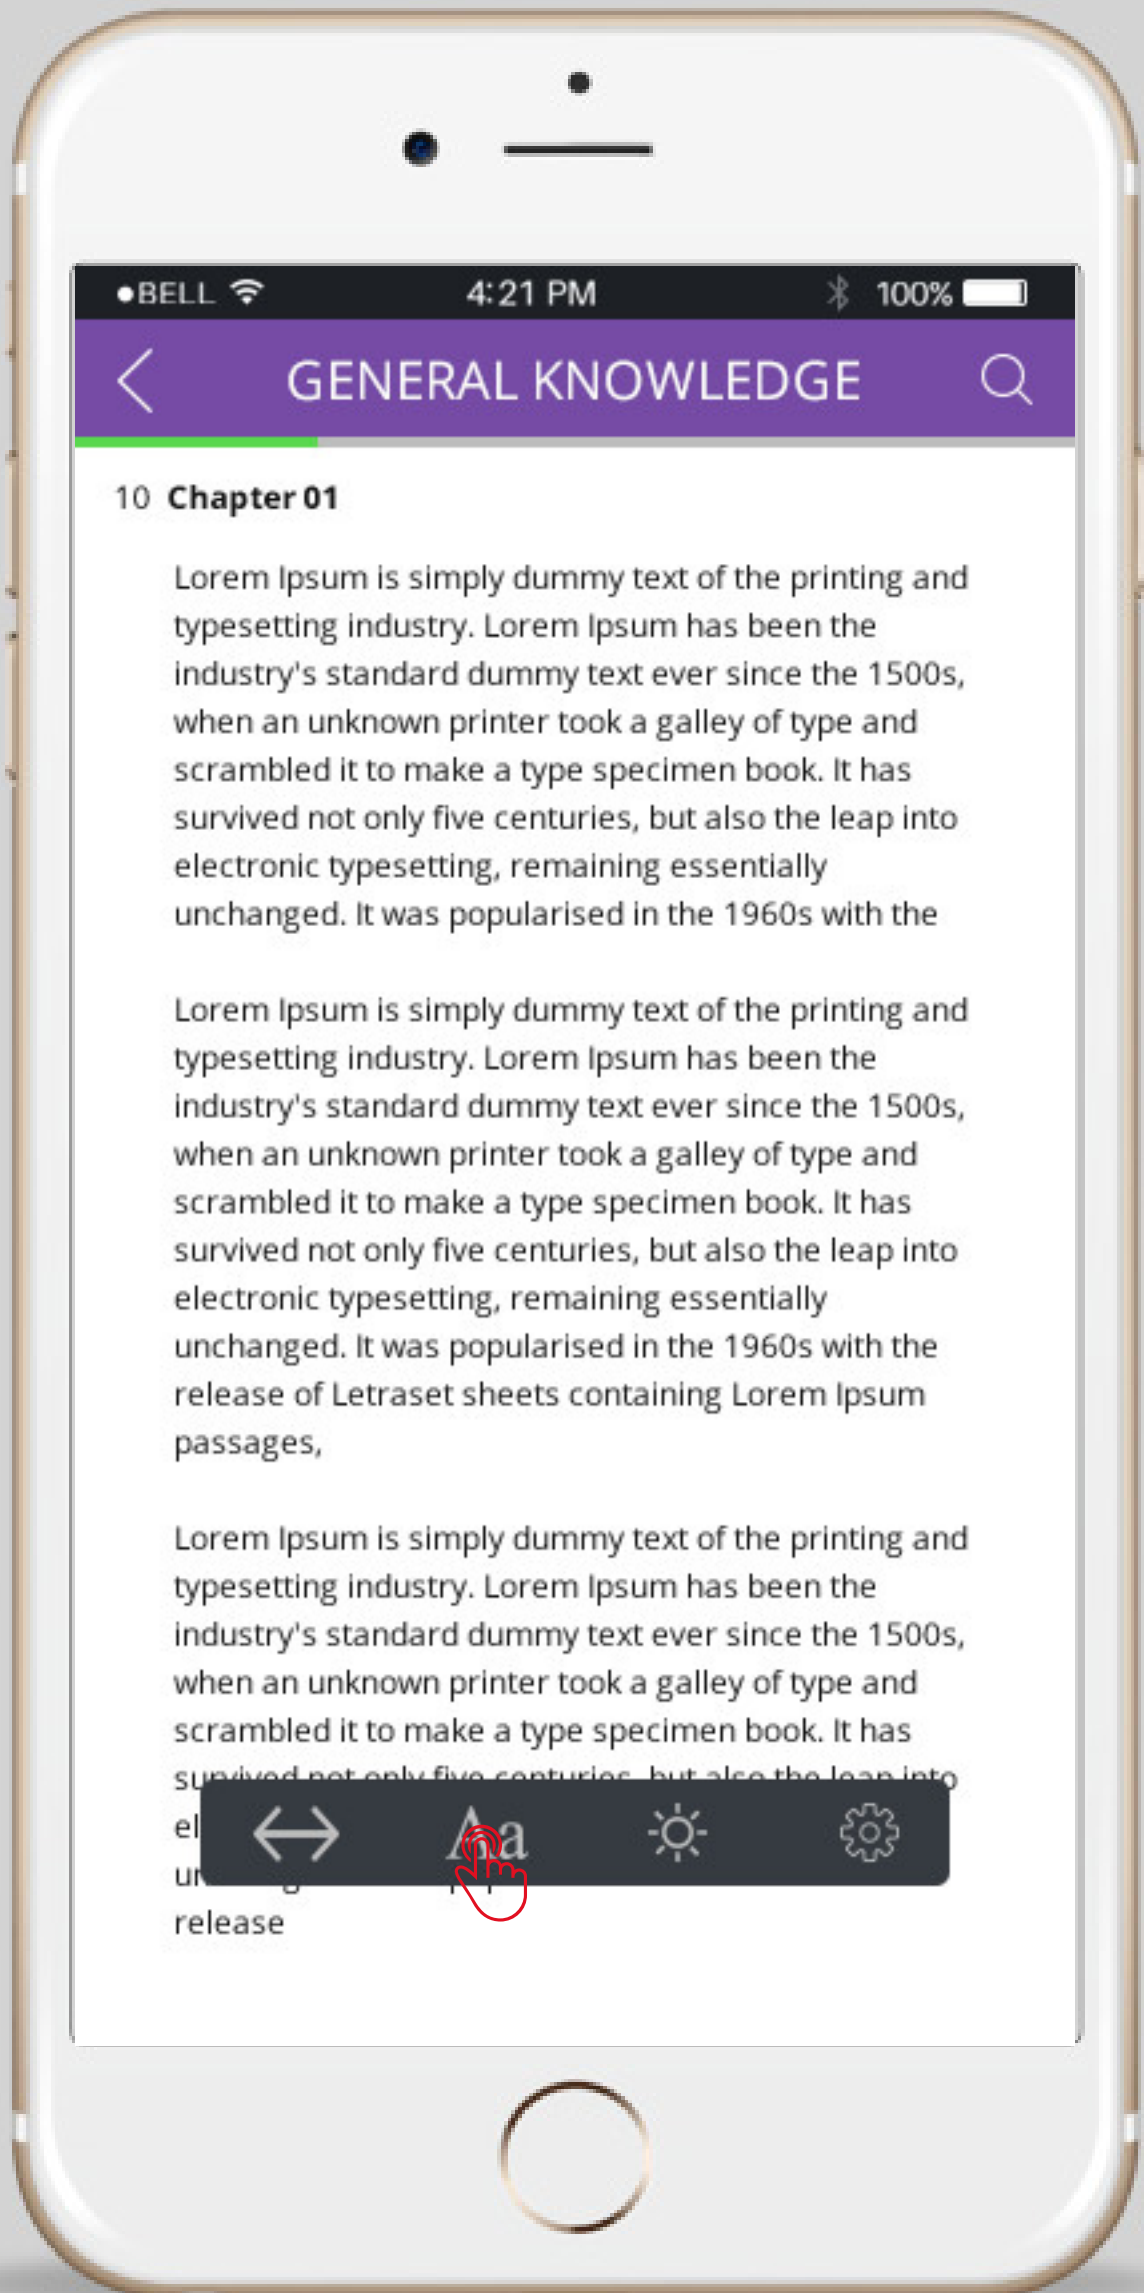 BELL 4:21 PM 100%
GENERAL KNOWLEDGE
10 Chapter 01
Lorem Ipsum is simply dummy text of the printing and
typesetting industry. Lorem Ipsum has been the
industry's standard dummy text ever since the 1500s,
when an unknown printer took a galley of type and
scrambled it to make a type specimen book. It has
survived not only five centuries, but also the leap into
electronic typesetting, remaining essentially
unchanged. It was popularised in the 1960s with the
Lorem Ipsum is simply dummy text of the printing and
typesetting industry. Lorem Ipsum has been the
industry's standard dummy text ever since the 1500s,
when an unknown printer took a galley of type and
scrambled it to make a type specimen book. It has
survived not only five centuries, but also the leap into
electronic typesetting, remaining essentially
unchanged. It was popularised in the 1960s with the
release of Letraset sheets containing Lorem Ipsum
passages,
Lorem Ipsum is simply dummy text of the printing and
typesetting industry. Lorem Ipsum has been the
industry's standard dummy text ever since the 1500s,
when an unknown printer took a galley of type and
scrambled it to make a type specimen book. It has
survived not only five centuries, but also the leap into
Aa
release